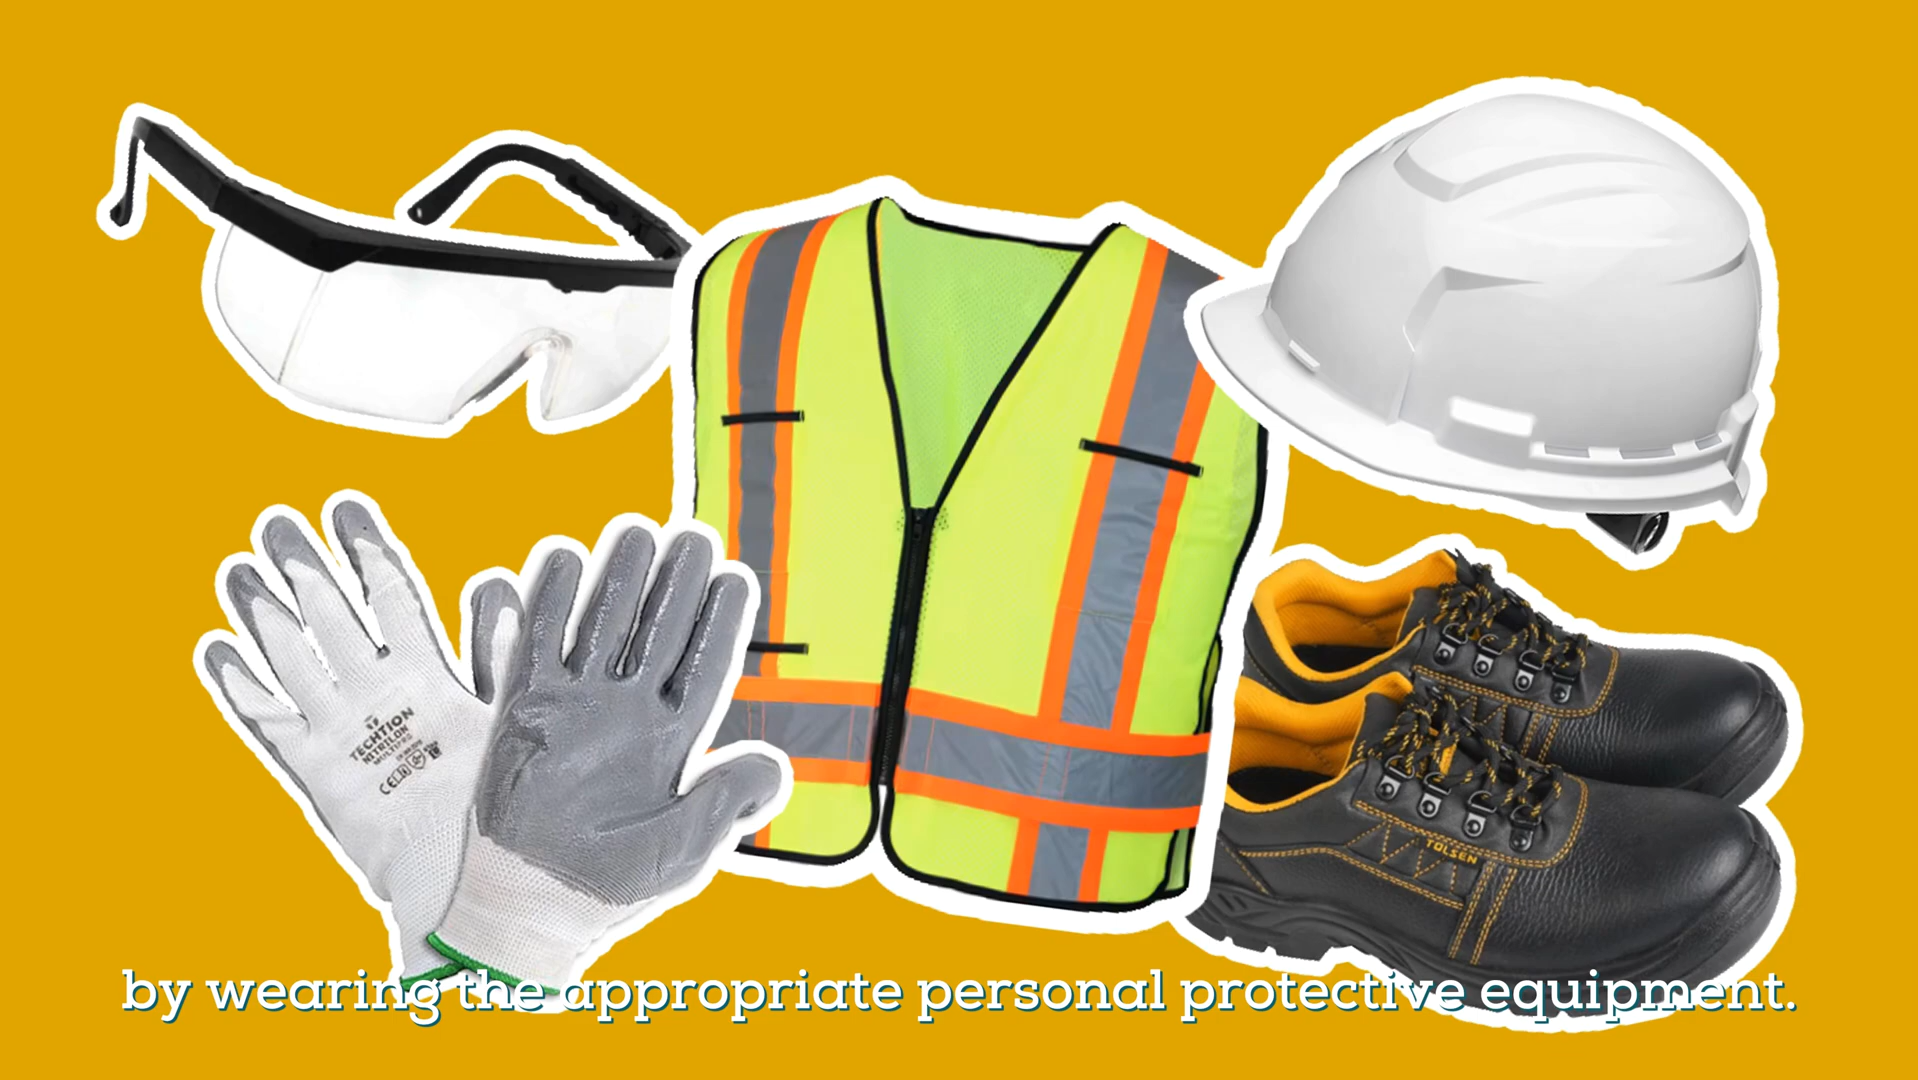 TECHTION
NITRILON
TOLSEN
by wearing the appropriate personal protective equipment.